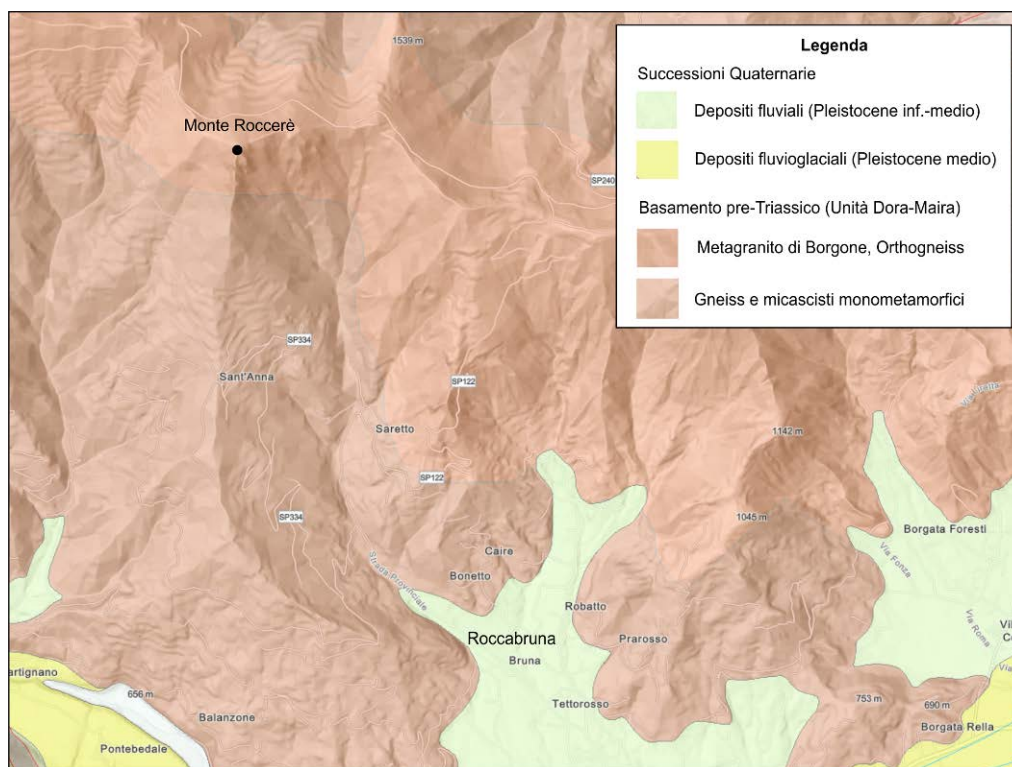 1539 m
Monte Roccerè
SP240
Legenda
Successioni Quaternarie
Depositi fluviali (Pleistocene inf.-medio)
Depositi fluvioglaciali (Pleistocene medio)
Basamento pre-Triassico (Unità Dora-Maira)
Metagranito di Borgone, Orthogneiss
Gneiss e micascisti monometamorfici
SP334
Sant'Anna
SP122
Saretto
1142 m
SP122
SP334
1045 m
Borgata Foresti
Via Fonza
Strada Provinciale
Caire
Bonetto
Robatto
Roccabruna
Bruna
Prarosso
Via Roma
Tettorosso
artignano
656 m
Balanzone
Pontebedale
753 m
690 m
Borgata Rella